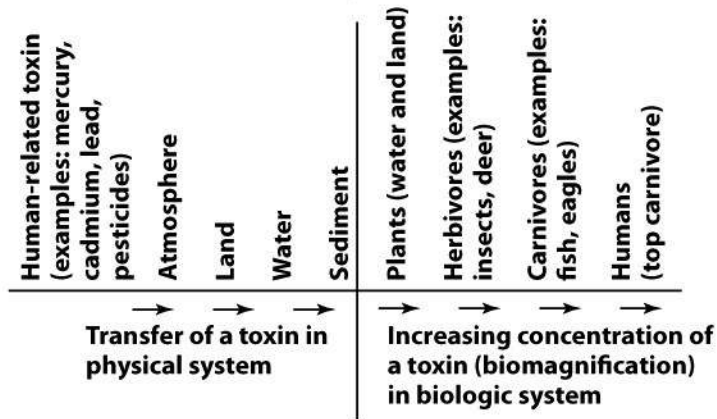 Human-related toxin
(examples: mercury,
cadmium, lead,
pesticides)
Atmosphere
Land
Water
Sediment
Plants (water and land)
Herbivores (examples:
insects, deer)
Carnivores (examples:
fish, eagles)
Humans
(top carnivore)
Transfer of a toxin in
physical system
Increasing concentration of
a toxin (biomagnification)
in biologic system